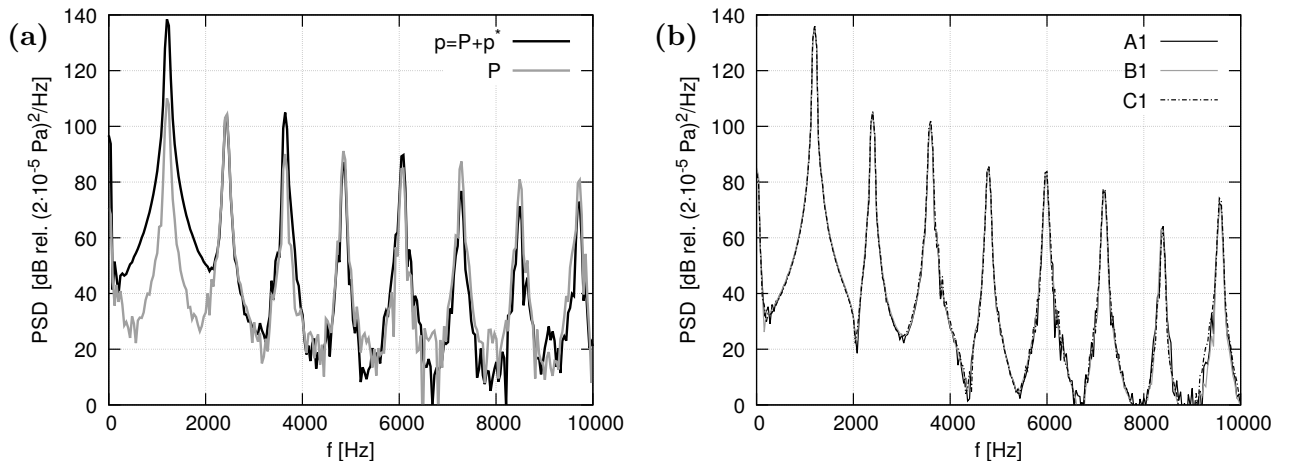 (a)
PSD [dB rel. (2·10⁻⁵ Pa)²/Hz]
140
120
100
80
60
40
20
0
p=P+p*
P
0 2000 4000 6000 8000 10000
f [Hz]
(b)
PSD [dB rel. (2·10⁻⁵ Pa)²/Hz]
140
120
100
80
60
40
20
0
A1
B1
C1
0 2000 4000 6000 8000 10000
f [Hz]